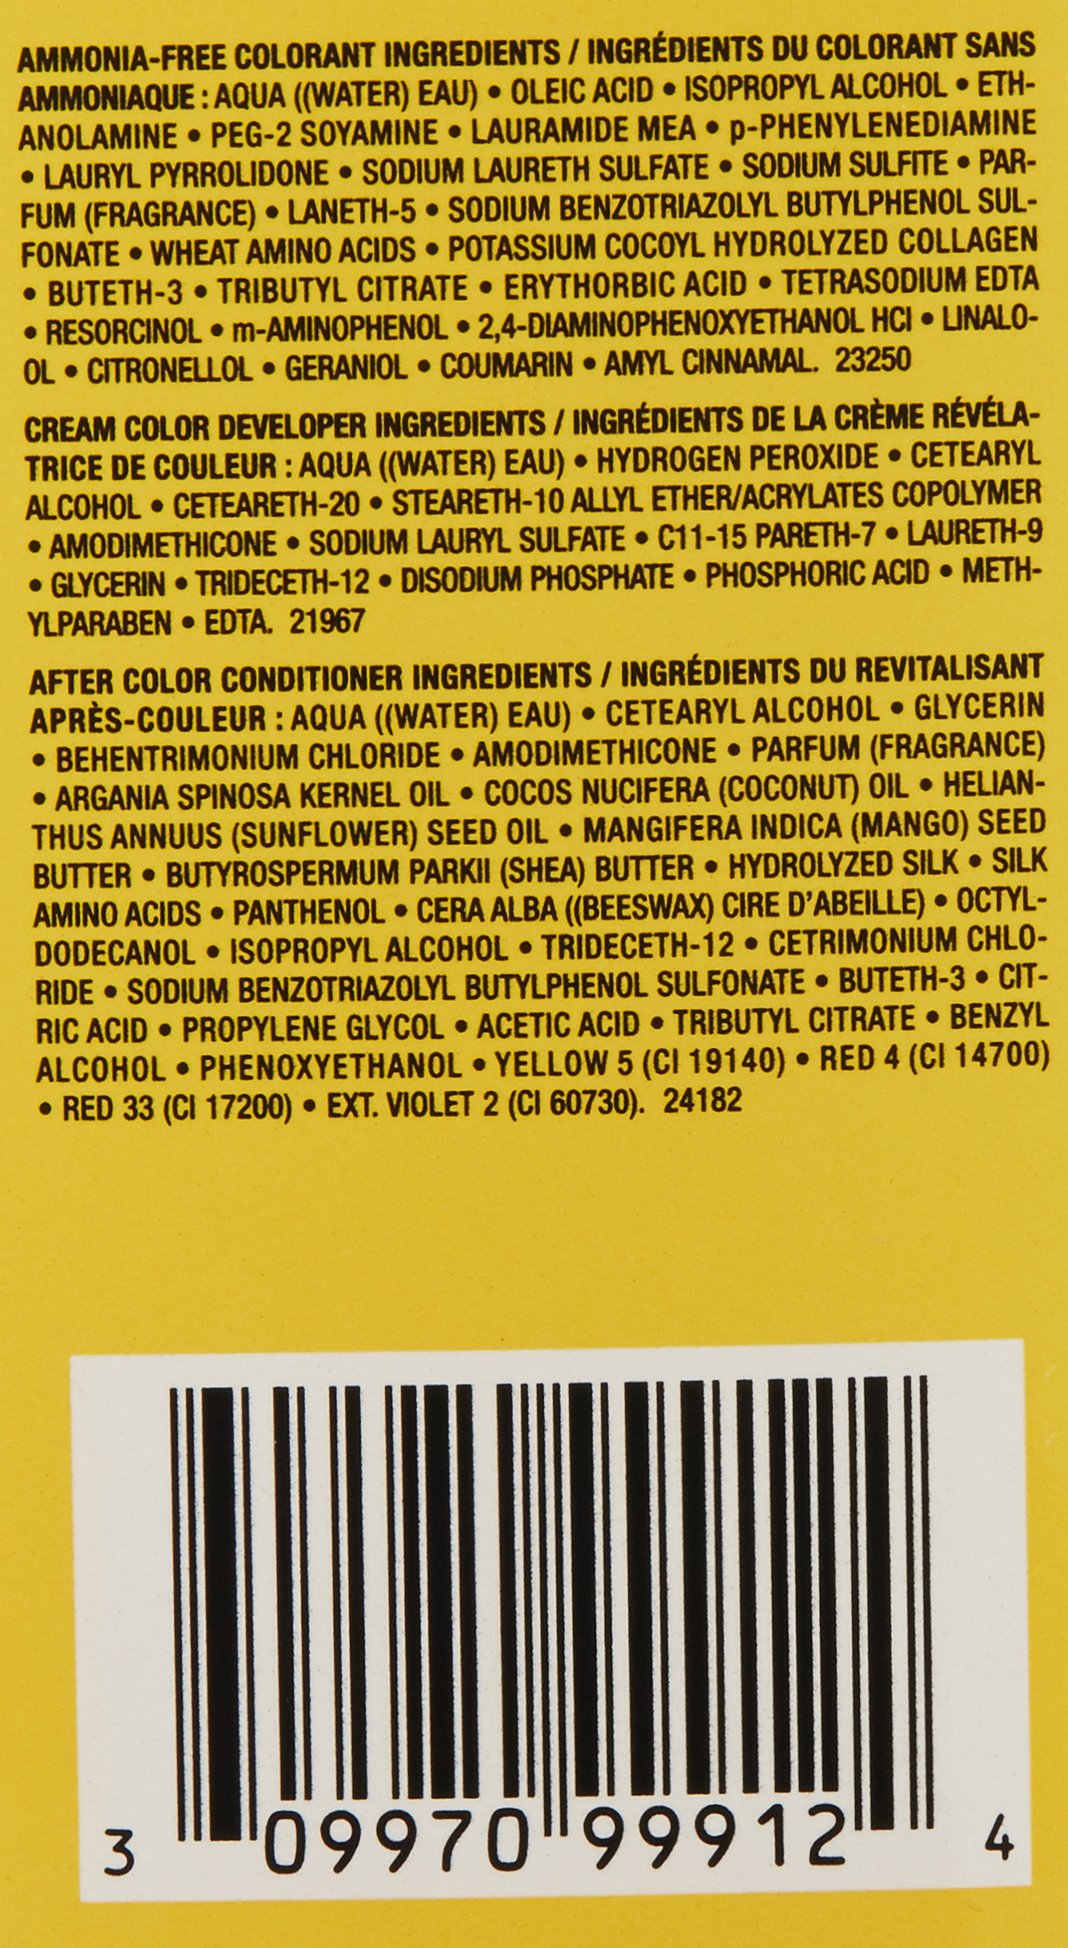 AMMONIA-FREE COLORANT INGREDIENTS / INGRÉDIENTS DU COLORANT SANS
AMMONIAQUE : AQUA ((WATER) EAU) • OLEIC ACID • ISOPROPYL ALCOHOL • ETH-
ANOLAMINE • PEG-2 SOYAMINE • LAURAMIDE MEA • p-PHENYLENEDIAMINE
• LAURYL PYRROLIDONE • SODIUM LAURETH SULFATE • SODIUM SULFITE • PAR-
FUM (FRAGRANCE) • LANETH-5 • SODIUM BENZOTRIAZOLYL BUTYLPHENOL SUL-
FONATE • WHEAT AMINO ACIDS • POTASSIUM COCOYL HYDROLYZED COLLAGEN
• BUTETH-3 • TRIBUTYL CITRATE • ERYTHORBIC ACID • TETRASODIUM EDTA
• RESORCINOL • m-AMINOPHENOL • 2,4-DIAMINOPHENOXYETHANOL HCI • LINALO-
OL • CITRONELLOL • GERANIOL • COUMARIN • AMYL CINNAMAL. 23250
CREAM COLOR DEVELOPER INGREDIENTS / INGRÉDIENTS DE LA CRÈME RÉVÉLA-
TRICE DE COULEUR : AQUA ((WATER) EAU) • HYDROGEN PEROXIDE • CETEARYL
ALCOHOL • CETEARETH-20 • STEARETH-10 ALLYL ETHER/ACRYLATES COPOLYMER
• AMODIMETHICONE • SODIUM LAURYL SULFATE • C11-15 PARETH-7 • LAURETH-9
• GLYCERIN • TRIDECETH-12 • DISODIUM PHOSPHATE • PHOSPHORIC ACID • METH-
YLPARABEN • EDTA. 21967
AFTER COLOR CONDITIONER INGREDIENTS / INGRÉDIENTS DU REVITALISANT
APRÈS-COULEUR : AQUA ((WATER) EAU) • CETEARYL ALCOHOL • GLYCERIN
• BEHENTRIMONIUM CHLORIDE • AMODIMETHICONE • PARFUM (FRAGRANCE)
• ARGANIA SPINOSA KERNEL OIL • COCOS NUCIFERA (COCONUT) OIL • HELIAN-
THUS ANNUUS (SUNFLOWER) SEED OIL • MANGIFERA INDICA (MANGO) SEED
BUTTER • BUTYROSPERMUM PARKII (SHEA) BUTTER • HYDROLYZED SILK • SILK
AMINO ACIDS • PANTHENOL • CERA ALBA ((BEESWAX) CIRE D'ABEILLE) • OCTYL-
DODECANOL • ISOPROPYL ALCOHOL • TRIDECETH-12 • CETRIMONIUM CHLO-
RIDE • SODIUM BENZOTRIAZOLYL BUTYLPHENOL SULFONATE • BUTETH-3 • CIT-
RIC ACID • PROPYLENE GLYCOL • ACETIC ACID • TRIBUTYL CITRATE • BENZYL
ALCOHOL • PHENOXYETHANOL • YELLOW 5 (CI 19140) • RED 4 (CI 14700)
• RED 33 (CI 17200) • EXT. VIOLET 2 (CI 60730). 24182
3 09970 99912 4